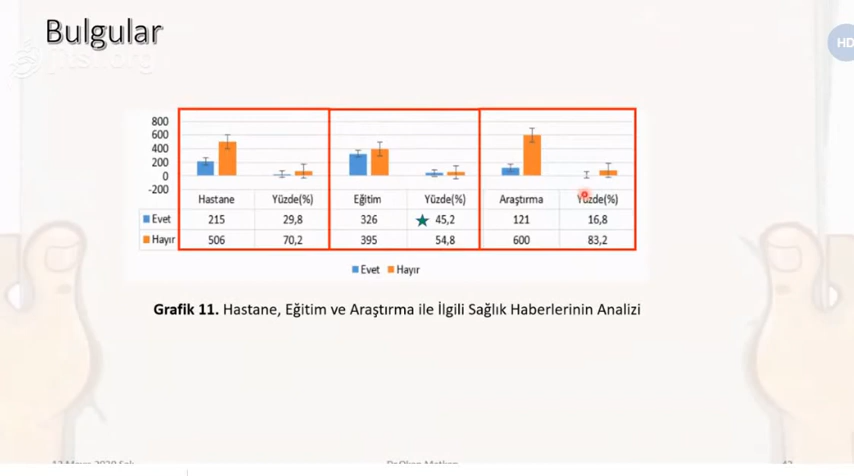 Bulgular
HD
800
600
400
200
0
-200
Hastane Yüzde(%) Eğitim Yüzde(%) Araştırma Yüzde(%)
Evet 215 29,8 326 45,2 121 16,8
Hayır 506 70,2 395 54,8 600 83,2
Evet Hayır
Grafik 11. Hastane, Eğitim ve Araştırma ile İlgili Sağlık Haberlerinin Analizi